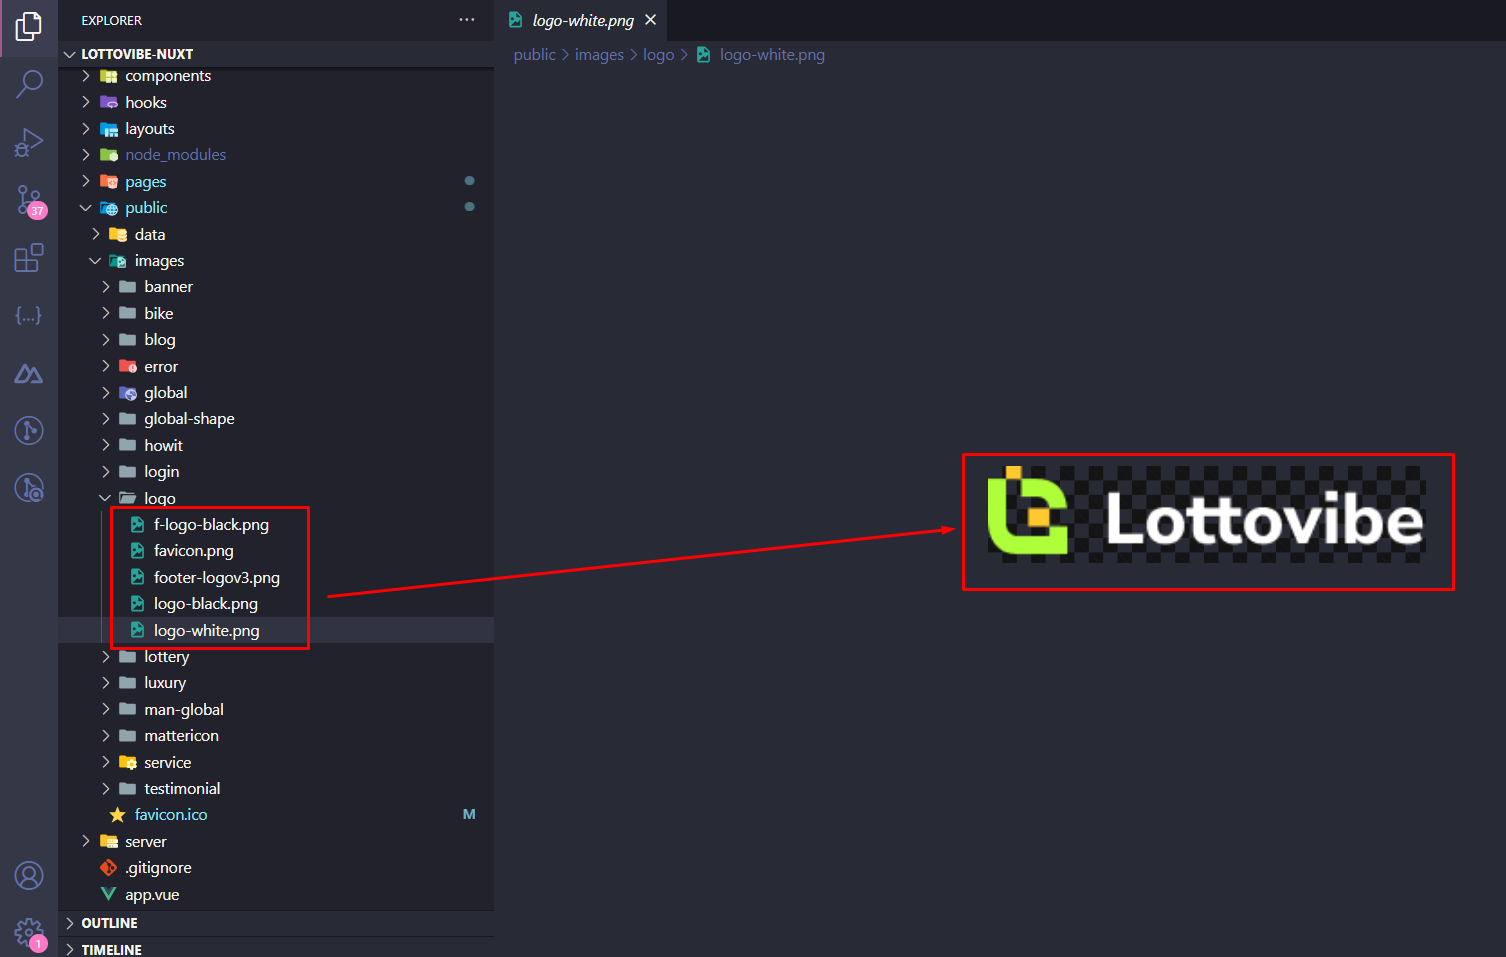 EXPLORER
LOTTOVIBE-NUXT
components
hooks
layouts
node_modules
pages
public
data
images
banner
bike
blog
error
global
global-shape
howit
login
logo
f-logo-black.png
favicon.png
footer-logov3.png
logo-black.png
logo-white.png
lottery
luxury
man-global
mattericon
service
testimonial
favicon.ico M
server
.gitignore
app.vue
OUTLINE
TIMELINE
37
{...}
1
logo-white.png
public > images > logo > logo-white.png
Lottovibe